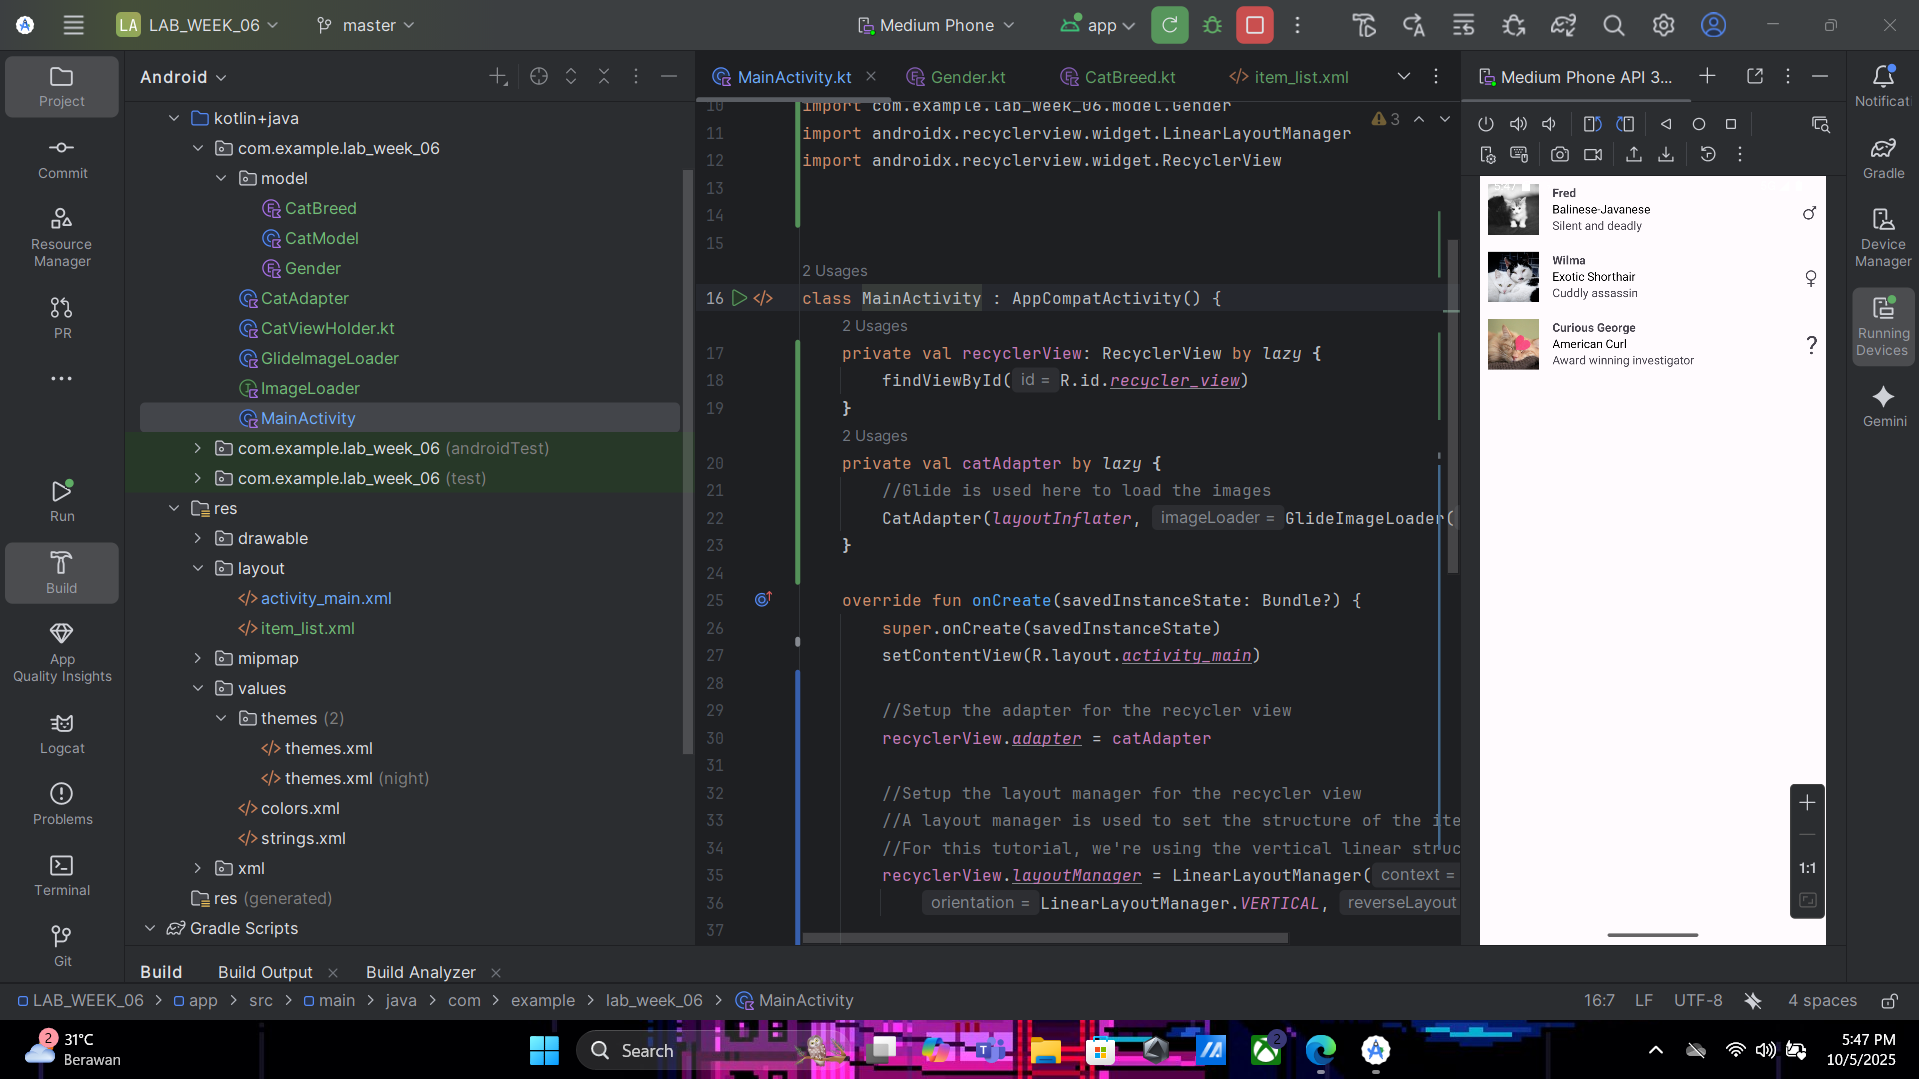 LA LAB_WEEK_06 master Medium Phone app
Project
Commit
Resource
Manager
PR
Run
Build
App
Quality Insights
Logcat
Problems
Terminal
Git
Android
kotlin+java
com.example.lab_week_06
model
CatBreed
CatModel
Gender
CatAdapter
CatViewHolder.kt
GlideImageLoader
ImageLoader
MainActivity
com.example.lab_week_06 (androidTest)
com.example.lab_week_06 (test)
res
drawable
layout
activity_main.xml
item_list.xml
mipmap
values
themes (2)
themes.xml
themes.xml (night)
colors.xml
strings.xml
xml
res (generated)
Gradle Scripts
MainActivity.kt Gender.kt CatBreed.kt item_list.xml
3
10 import com.example.lab_week_06.model.Gender
11 import androidx.recyclerview.widget.LinearLayoutManager
12 import androidx.recyclerview.widget.RecyclerView
13
14
15
2 Usages
16 class MainActivity : AppCompatActivity() {
2 Usages
17 private val recyclerView: RecyclerView by lazy {
18 findViewById( id = R.id.recycler_view)
19 }
2 Usages
20 private val catAdapter by lazy {
21 //Glide is used here to load the images
22 CatAdapter(layoutInflater, imageLoader = GlideImageLoader(
23 }
24
25 override fun onCreate(savedInstanceState: Bundle?) {
26 super.onCreate(savedInstanceState)
27 setContentView(R.layout.activity_main)
28
29 //Setup the adapter for the recycler view
30 recyclerView.adapter = catAdapter
31
32 //Setup the layout manager for the recycler view
33 //A layout manager is used to set the structure of the ite
34 //For this tutorial, we're using the vertical linear struc
35 recyclerView.layoutManager = LinearLayoutManager( context =
36 orientation = LinearLayoutManager.VERTICAL, reverseLayout
37
Medium Phone API 3...
5:47
Fred
Balinese-Javanese
Silent and deadly
♂
Wilma
Exotic Shorthair
Cuddly assassin
♀
Curious George
American Curl
Award winning investigator
?
1:1
Notificat
Gradle
Device
Manager
Running
Devices
Gemini
Build Build Output Build Analyzer
LAB_WEEK_06 > app > src > main > java > com > example > lab_week_06 > MainActivity
16:7 LF UTF-8 4 spaces
2
31°C
Berawan
Search
2
5:47 PM
10/5/2025